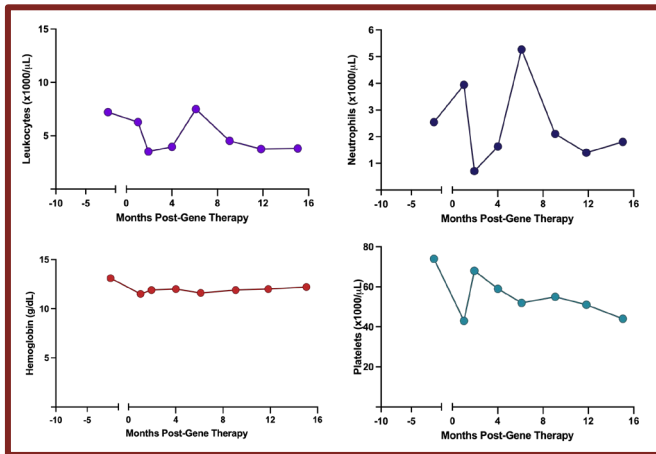 Leukocytes (x1000/µL)
15
10
5
-10 -5 0 4 8 12 16
Months Post-Gene Therapy
Neutrophils (x1000/µL)
6
5
4
3
2
1
-10 -5 0 4 8 12 16
Months Post-Gene Therapy
Hemoglobin (g/dL)
15
10
5
-10 -5 0 4 8 12 16
Months Post-Gene Therapy
Platelets (x1000/µL)
80
60
40
20
-10 -5 0 4 8 12 16
Months Post-Gene Therapy